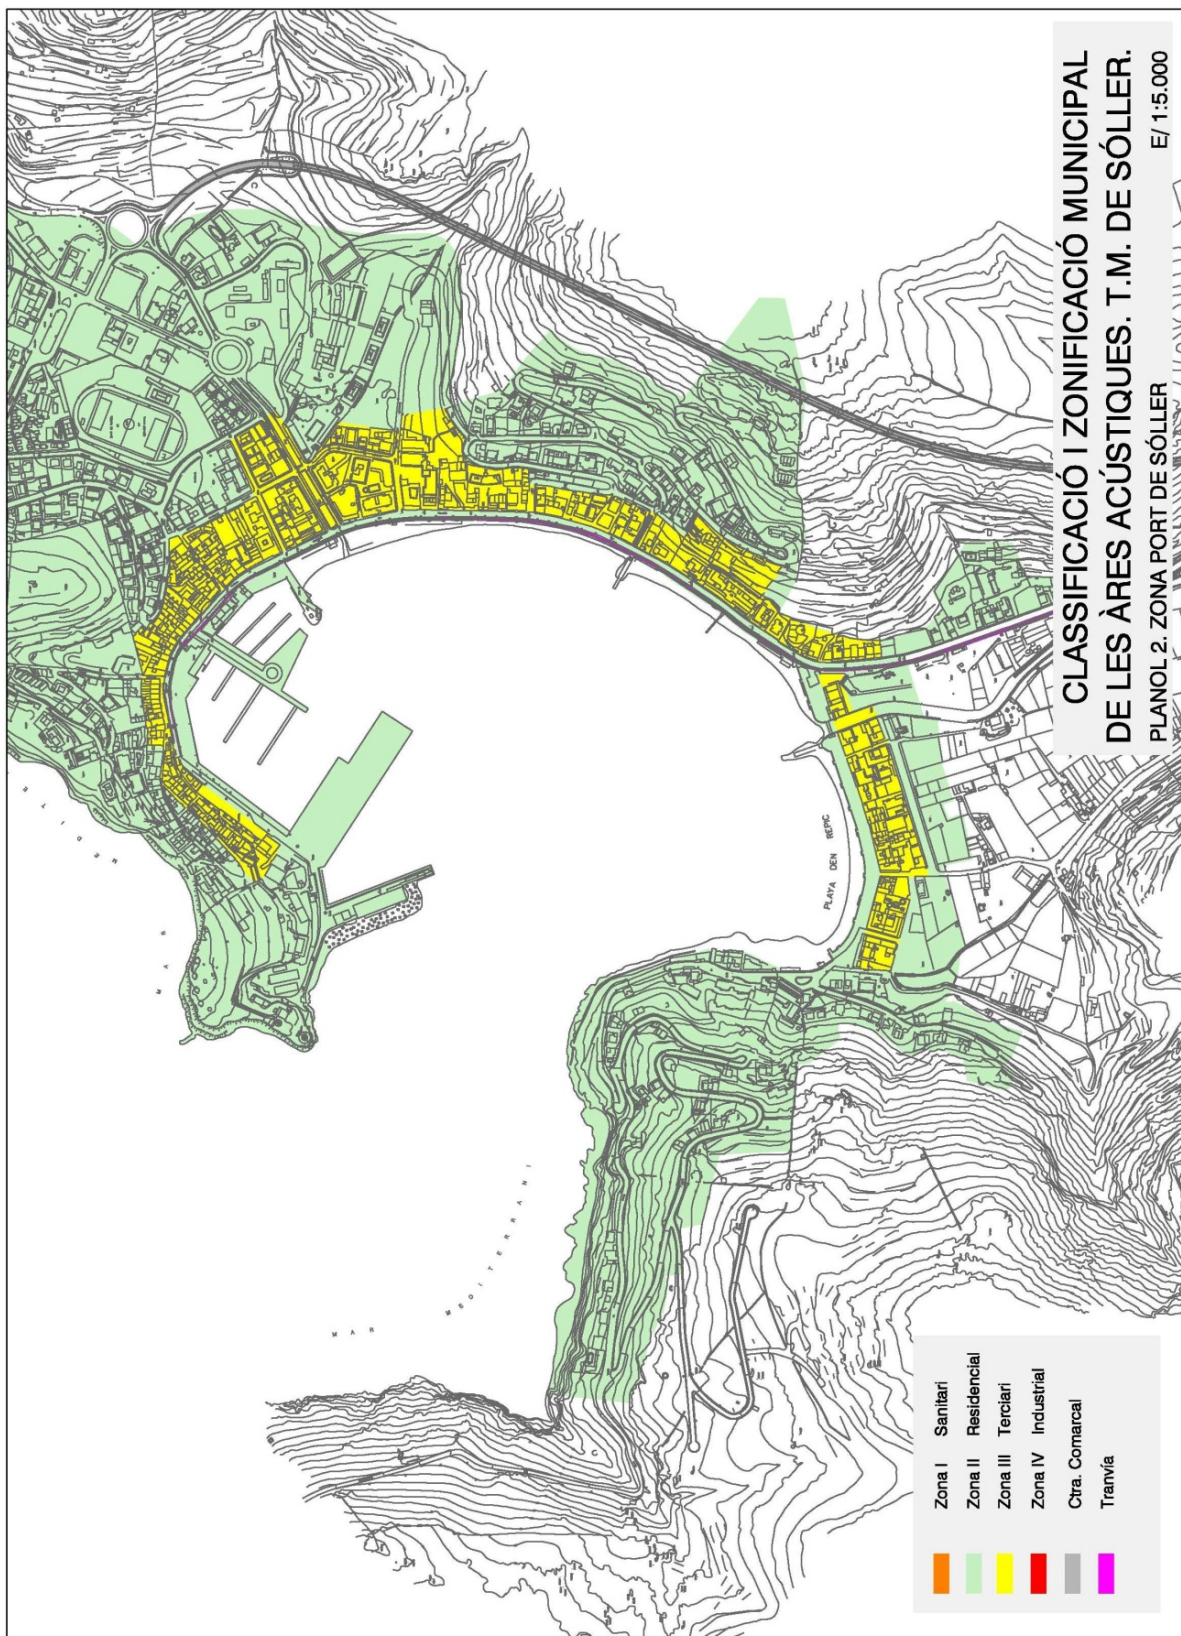 CLASSIFICACIÓ I ZONIFICACIÓ MUNICIPAL
DE LES ÀRES ACÚSTIQUES. T.M. DE SÓLLER.
PLANOL 2. ZONA PORT DE SÓLLER
E/ 1:5.000
Zona I Sanitari
Zona II Residencial
Zona III Terciari
Zona IV Industrial
Ctra. Comarcal
Tranvía
PLAYA DEN REPIC
MAR MEDITERRANI
MAR